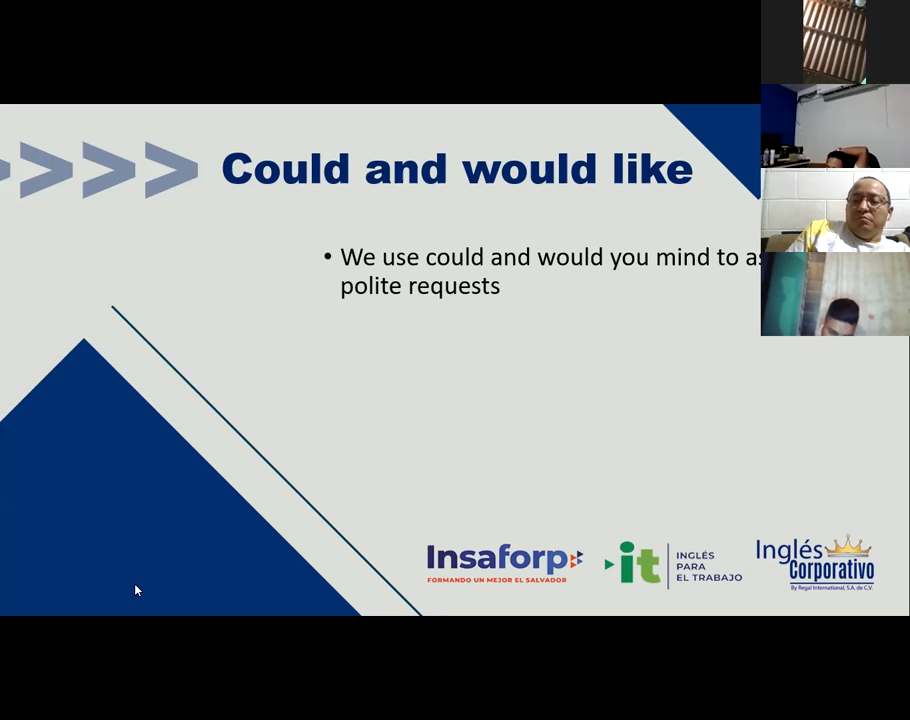 Could and would like
• We use could and would you mind to
polite requests
Insaforp
FORMANDO UN MEJOR EL SALVADOR
it
INGLÉS
PARA
EL TRABAJO
Inglés
Corporativo
By Regal International, S.A. de C.V.